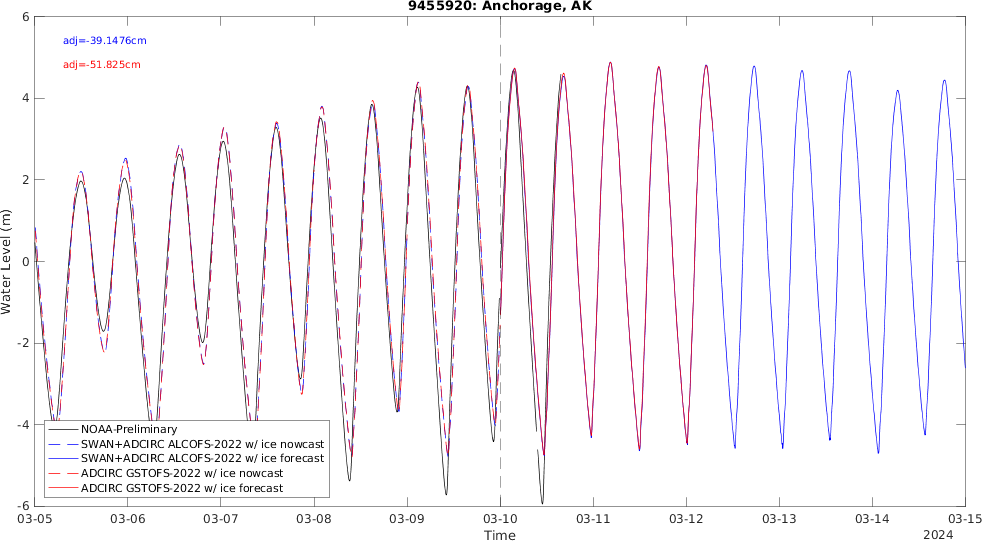 9455920: Anchorage, AK
adj=-39.1476cm
adj=-51.825cm
Water Level (m)
6
4
2
0
-2
-4
-6
NOAA-Preliminary
SWAN+ADCIRC ALCOFS-2022 w/ ice nowcast
SWAN+ADCIRC ALCOFS-2022 w/ ice forecast
ADCIRC GSTOFS-2022 w/ ice nowcast
ADCIRC GSTOFS-2022 w/ ice forecast
03-05 03-06 03-07 03-08 03-09 03-10 03-11 03-12 03-13 03-14 03-15
Time
2024